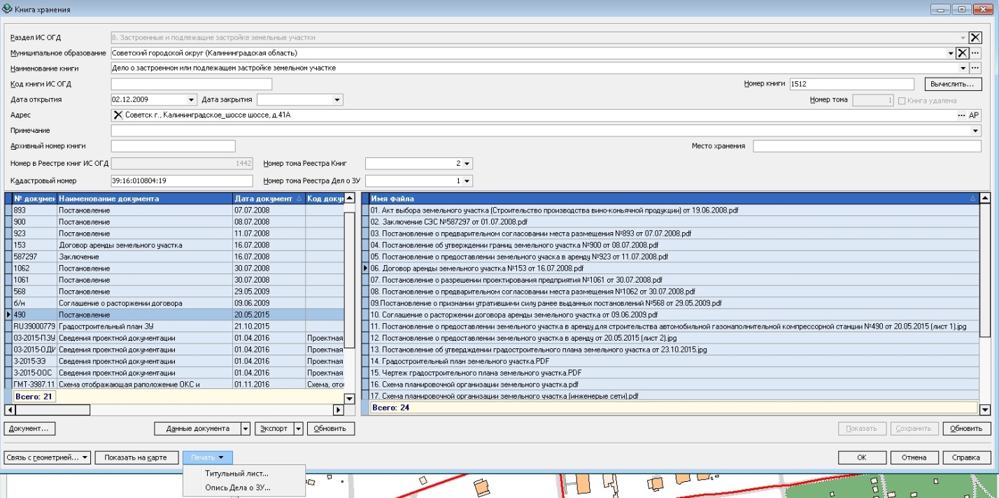 Книга хранения
Раздел ИС ОГД 8. Застроенные и подлежащие застройке земельные участки
Муниципальное образование Советский городской округ (Калининградская область)
Наименование книги Дело о застроенном или подлежащем застройке земельном участке
Код книги ИС ОГД Номер книги 1512 Вычислить...
Дата открытия 02.12.2009 Дата закрытия Номер тома 1 Книга удалена
Адрес Советск г., Калининградское_шоссе шоссе, д.41А ... АР
Примечание
Архивный номер книги Место хранения
Номер в Реестре книг ИС ОГД 1442 Номер тома Реестра Книг 2
Кадастровый номер 39:16:010804:19 Номер тома Реестра Дел о ЗУ 1
№ докумен Наименование документа Дата документ Код докум
893 Постановление 07.07.2008
900 Постановление 08.07.2008
923 Постановление 11.07.2008
153 Договор аренды земельного участка 16.07.2008
587297 Заключение 16.07.2008
1062 Постановление 30.07.2008
1061 Постановление 30.07.2008
568 Постановление 29.05.2009
б/н Соглашение о расторжении договора 09.06.2009
490 Постановление 20.05.2015
RU39000779 Градостроительный план ЗУ 21.10.2015
03-2015-ПЗУ Сведения проектной документации 01.04.2016 Проектная
03-2015-ОДИ Сведения проектной документации 01.04.2016 Проектная
3-2015-ЭЭ Сведения проектной документации 01.04.2016 Проектная
3-2015-ООС Сведения проектной документации 01.04.2016 Проектная
ГМТ-3987.11 Схема отображающая раположение ОКС и 01.11.2016 Схема, ото
Всего: 21
Имя файла
01. Акт выбора земельного участка (Строительство производства вино-коньячной продукции) от 19.06.2008.pdf
02. Заключение СЭС №587297 от 01.07.2008.pdf
03. Постановление о предварительном согласовании места размещения №893 от 07.07.2008.pdf
04. Постановление об утверждении границ земельного участка №900 от 08.07.2008.pdf
05. Постановление о предоставлении земельного учаска в аренду №923 от 11.07.2008.pdf
06. Договор аренды земельного участка №153 от 16.07.2008.pdf
07. Постановление о разрешении проектирования предприятия №1061 от 30.07.2008.pdf
08. Постановление о предварительном согласовании места размещения №1062 от 30.07.2008.pdf
09.Постановление о признании утратившими силу ранее выданных постановлений №568 от 29.05.2009.pdf
10. Соглашение о расторжении договора аренды земельного участка от 09.06.2009.pdf
11. Постановление о предоставлении земельного участка в аренду для строительства автомобильной газонаполнительной компрессорной станции №490 от 20.05.2015 (лист 1).jpg
12. Постановление о предоставлении земельного участка в аренду от 20.05.2015 (лист 2).jpg
13. Постановление об утвардждении градостроительного плана земельного участка от 23.10.2015.jpg
14. Градостроительный план земельного участка.PDF
15. Чертеж градостроительного плана земельного участка.PDF
16. Схема планировочной организации земельного участка.pdf
17. Схема планировочной организации земельного участка (инженерые сети).pdf
Всего: 24
Документ... Данные документа Экспорт Обновить Показать Сохранить Обновить
Связь с геометрией... Показать на карте Печать ОК Отмена Справка
Титульный лист...
Опись Дела о ЗУ...